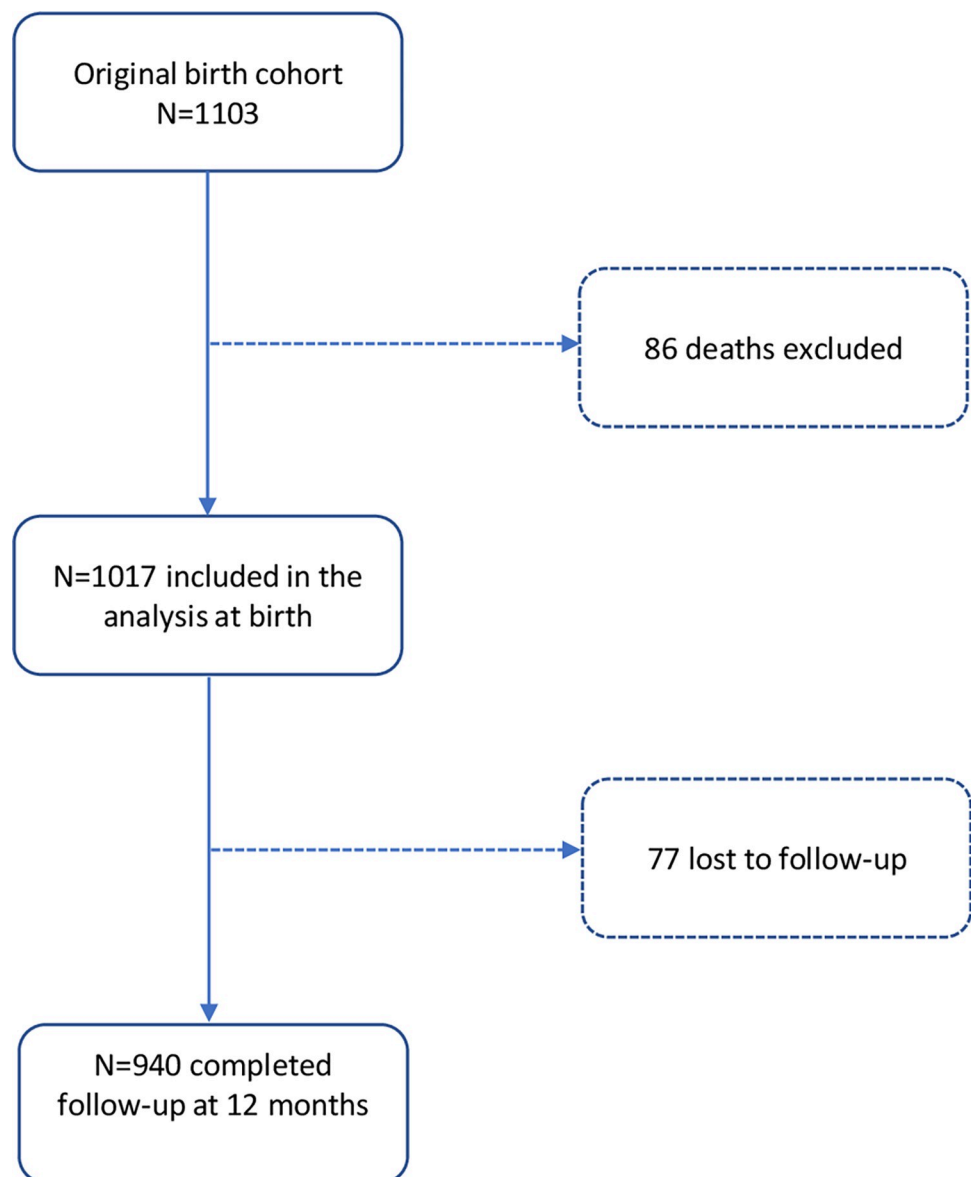 Original birth cohort
N=1103
86 deaths excluded
N=1017 included in the
analysis at birth
77 lost to follow-up
N=940 completed
follow-up at 12 months